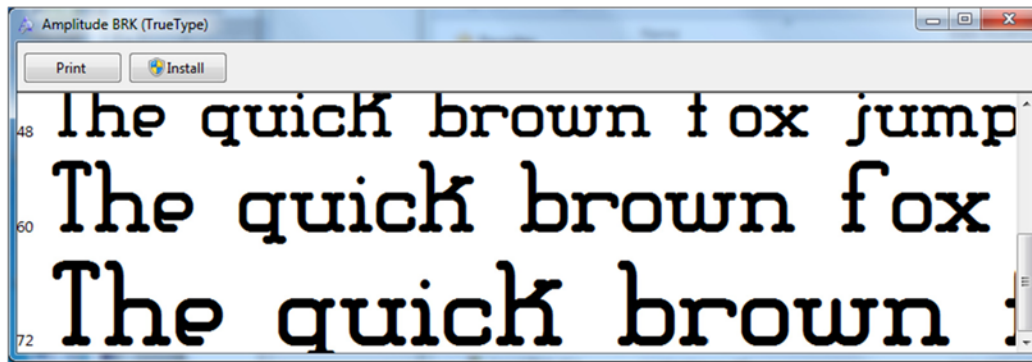 Amplitude BRK (TrueType)
Print Install
48 The quick brown fox jump
60 The quick brown fox
72 The quick brown